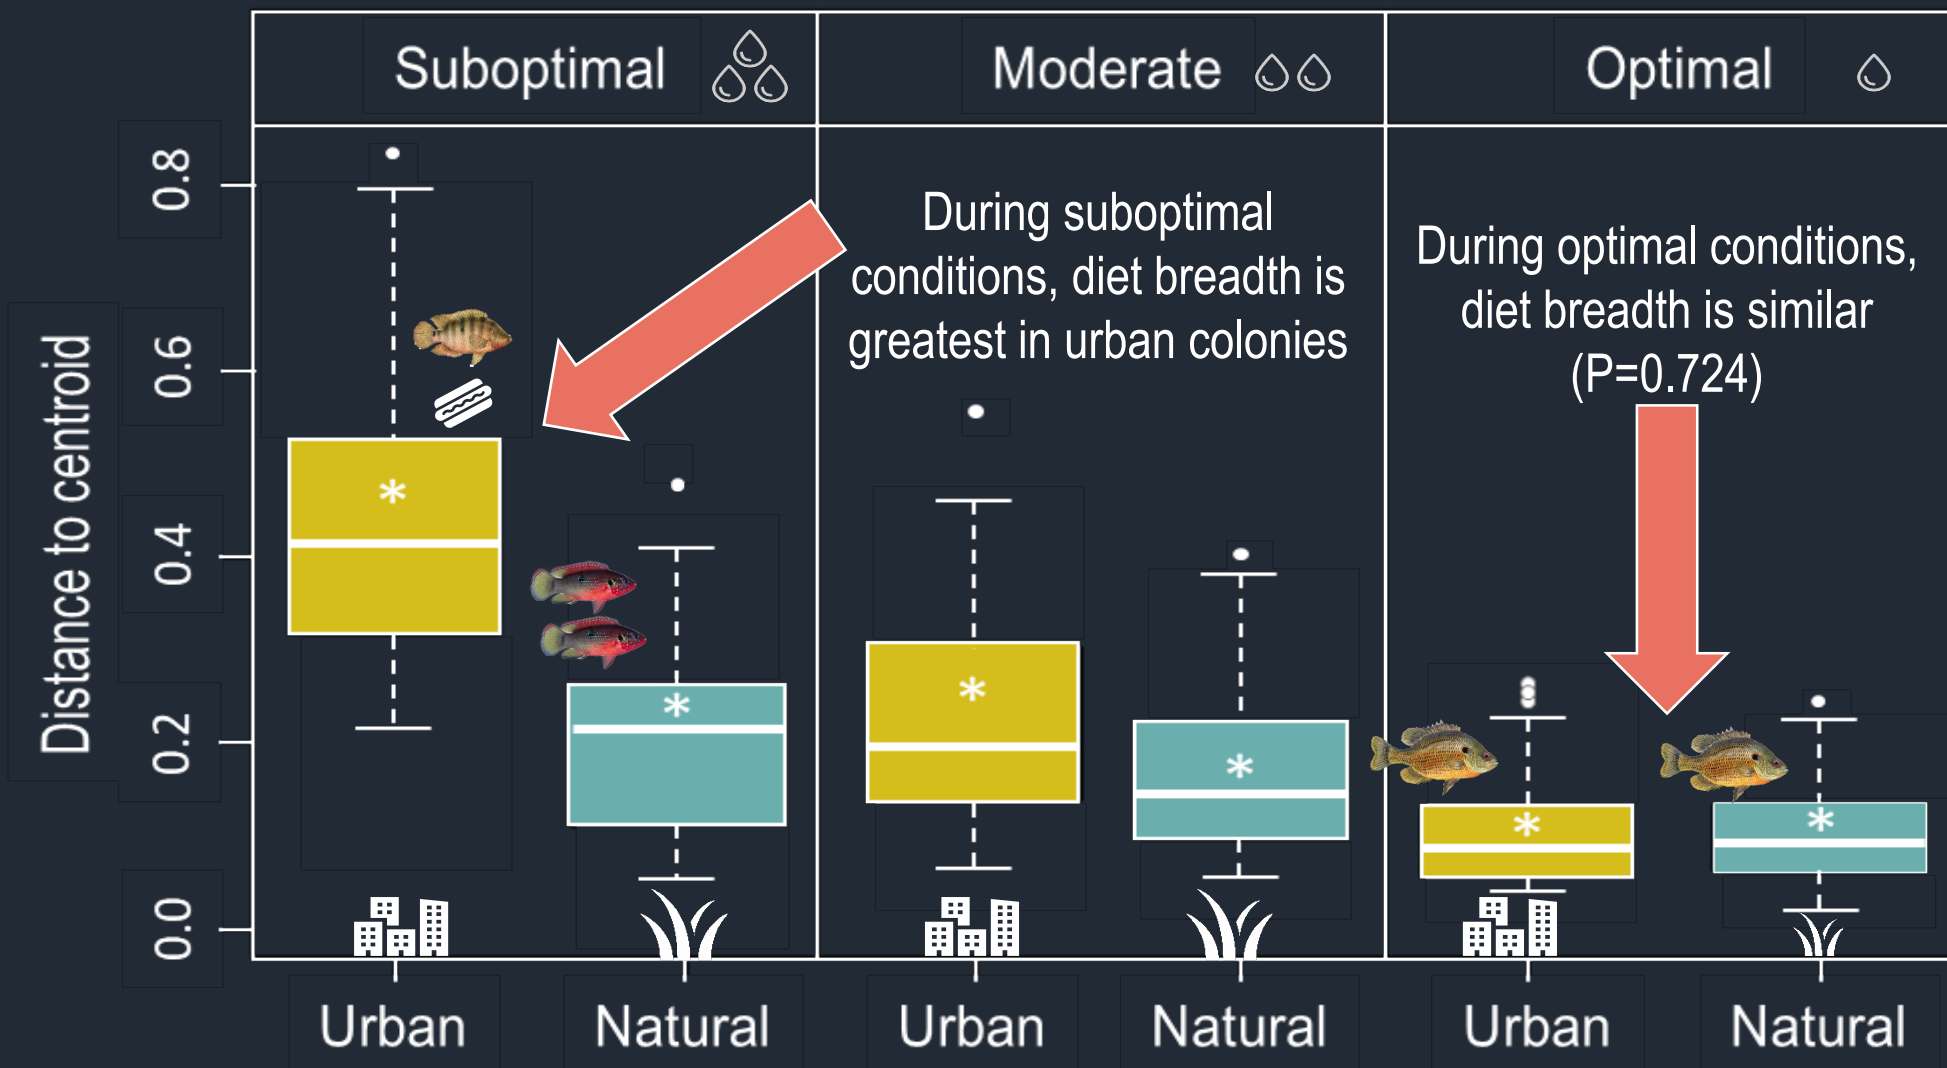 Suboptimal
Moderate
Optimal
During suboptimal
conditions, diet breadth is
greatest in urban colonies
During optimal conditions,
diet breadth is similar
(P=0.724)
Distance to centroid
0.8
0.6
0.4
0.2
0.0
*
*
*
*
*
*
Urban
Natural
Urban
Natural
Urban
Natural